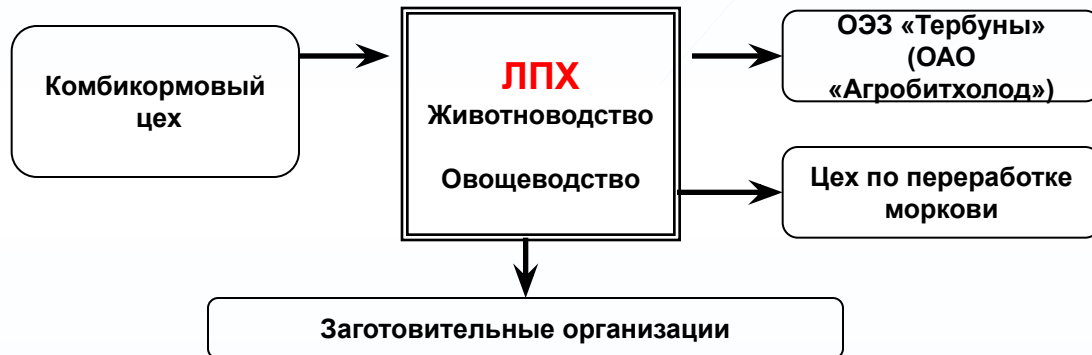 Комбикормовый
цех
ЛПХ
Животноводство
Овощеводство
ОЭЗ «Тербуны»
(ОАО
«Агробитхолод»)
Цех по переработке
моркови
Заготовительные организации